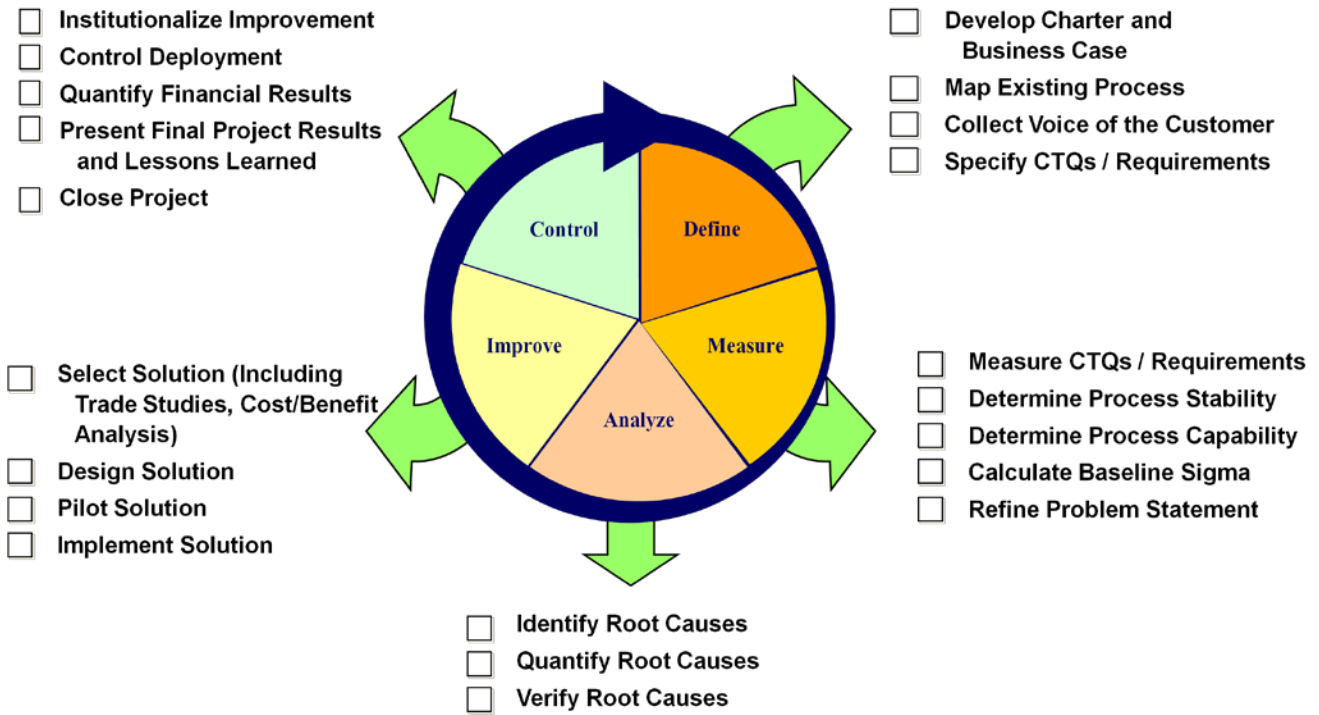 Institutionalize Improvement
Control Deployment
Quantify Financial Results
Present Final Project Results
and Lessons Learned
Close Project
Develop Charter and
Business Case
Map Existing Process
Collect Voice of the Customer
Specify CTQs / Requirements
Control
Define
Improve
Measure
Analyze
Select Solution (Including
Trade Studies, Cost/Benefit
Analysis)
Design Solution
Pilot Solution
Implement Solution
Measure CTQs / Requirements
Determine Process Stability
Determine Process Capability
Calculate Baseline Sigma
Refine Problem Statement
Identify Root Causes
Quantify Root Causes
Verify Root Causes